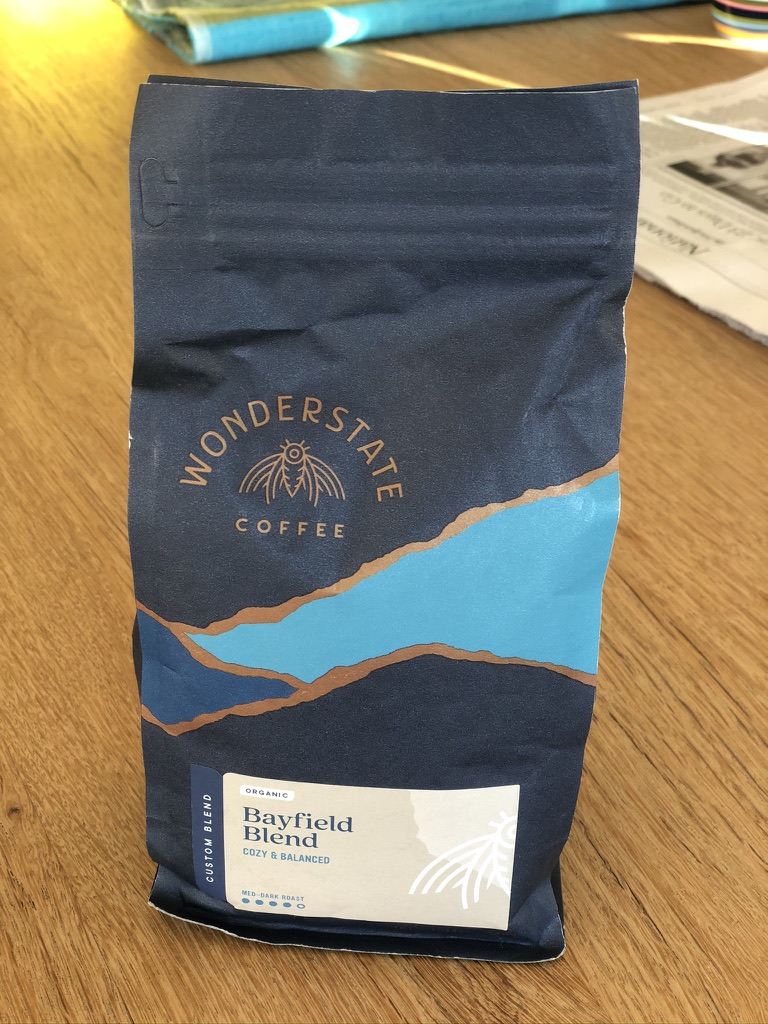 WONDERSTATE
COFFEE
CUSTOM BLEND
ORGANIC
Bayfield
Blend
COZY & BALANCED
MED-DARK ROAST